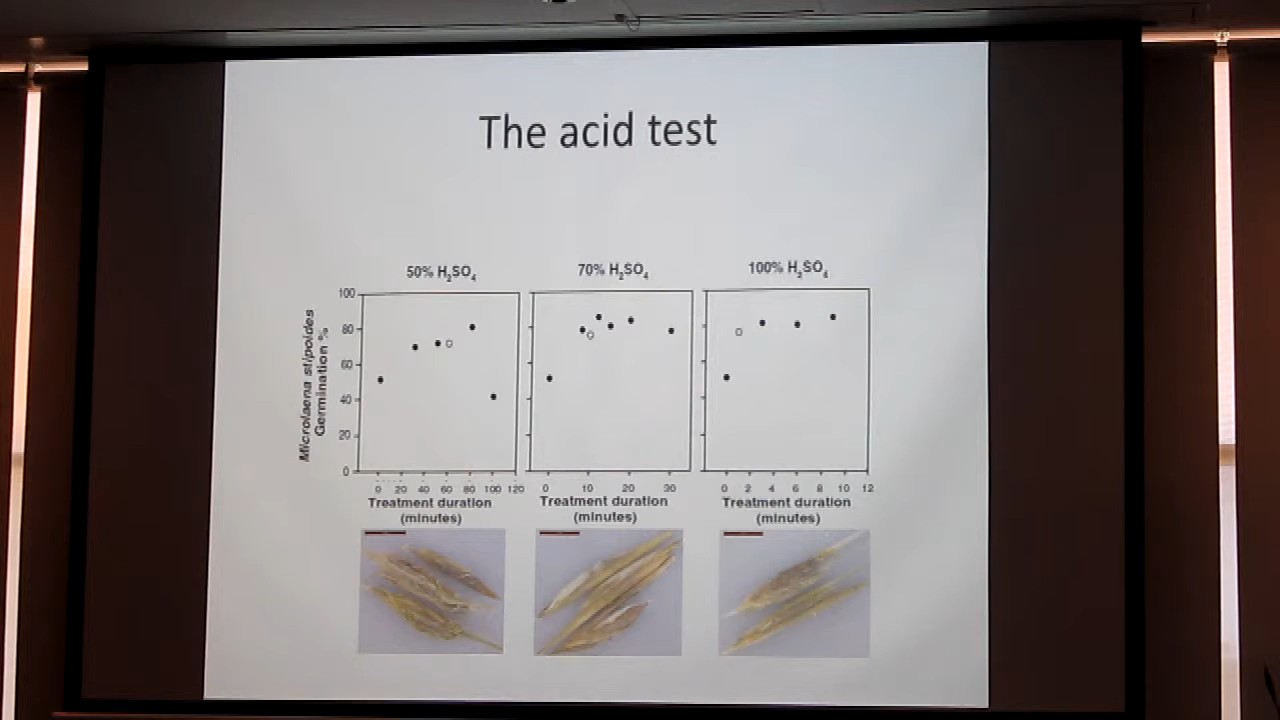 The acid test
50% H₂SO₄
70% H₂SO₄
100% H₂SO₄
Microlaena stipoides
Germination %
100
80
60
40
20
0
0 20 40 60 80 100 120
0 10 20 30
0 2 4 6 8 10 12
Treatment duration
(minutes)
Treatment duration
(minutes)
Treatment duration
(minutes)